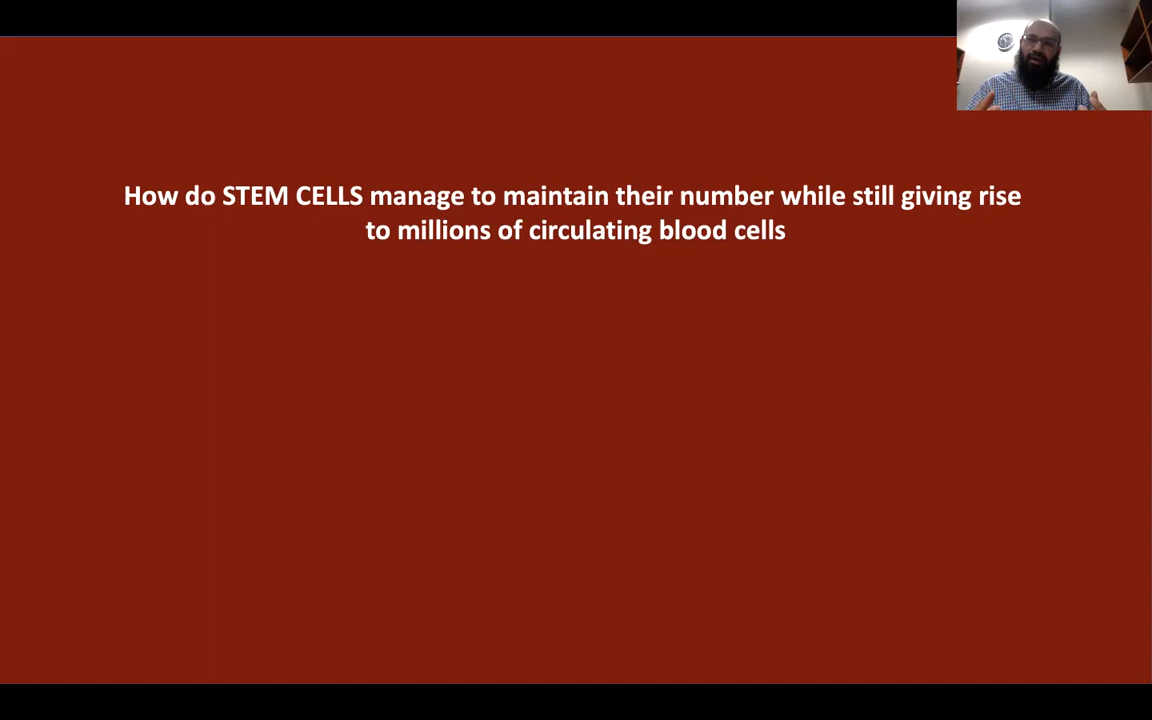 How do STEM CELLS manage to maintain their number while still giving rise
to millions of circulating blood cells